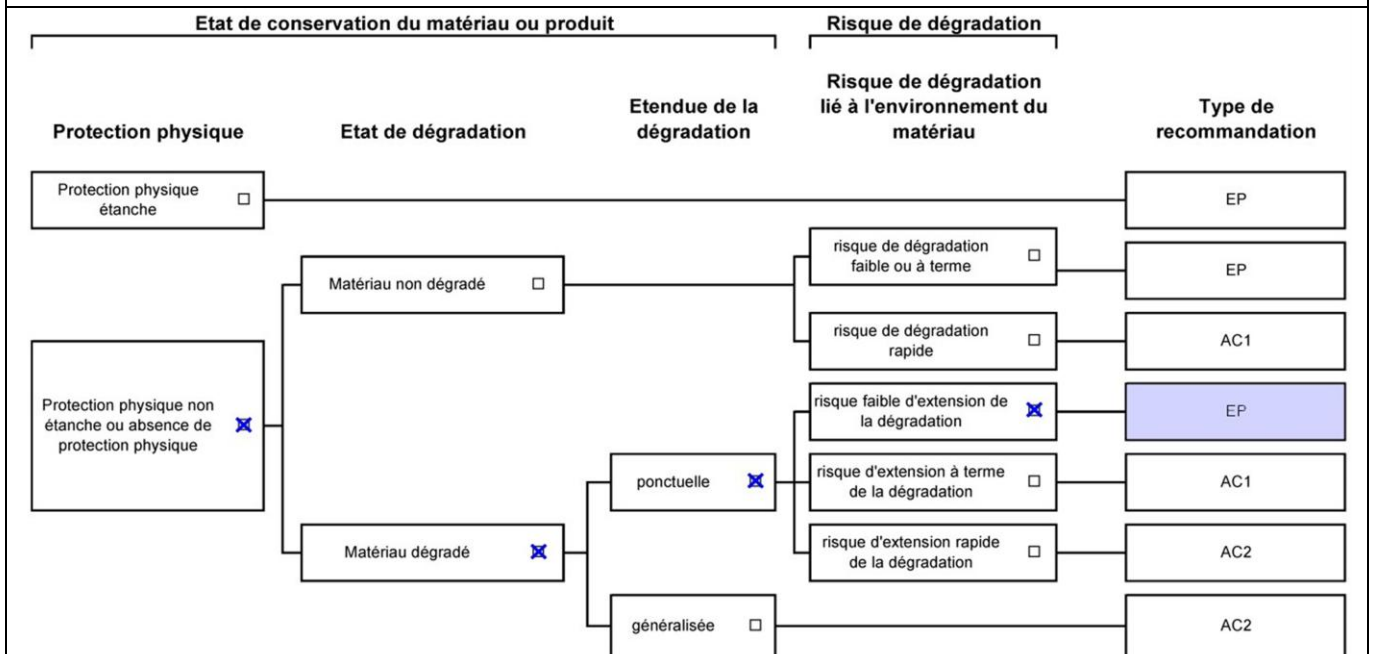 Etat de conservation du matériau ou produit
Risque de dégradation
Protection physique
Etat de dégradation
Etendue de la
dégradation
Risque de dégradation
lié à l'environnement du
matériau
Type de
recommandation
Protection physique
étanche
EP
Matériau non dégradé
risque de dégradation
faible ou à terme
EP
risque de dégradation
rapide
AC1
Protection physique non
étanche ou absence de
protection physique
Matériau dégradé
ponctuelle
risque faible d'extension de
la dégradation
EP
risque d'extension à terme
de la dégradation
AC1
risque d'extension rapide
de la dégradation
AC2
généralisée
AC2